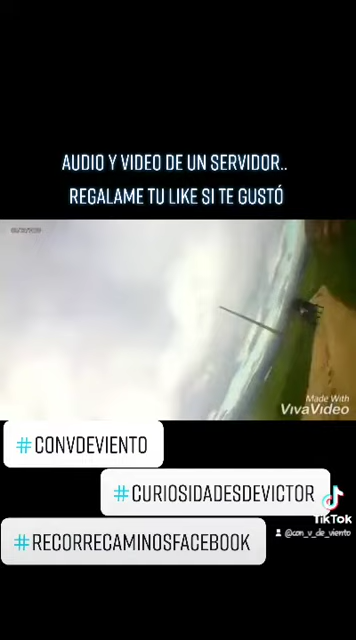 AUDIO Y VIDEO DE UN SERVIDOR..
REGALAME TU LIKE SI TE GUSTÓ
Made With
VivaVideo
#CONVDEVIENTO
#CURIOSIDADESDEVICTOR
TikTok
@con_v_de_viento
#RECORRECAMINOSFACEBOOK